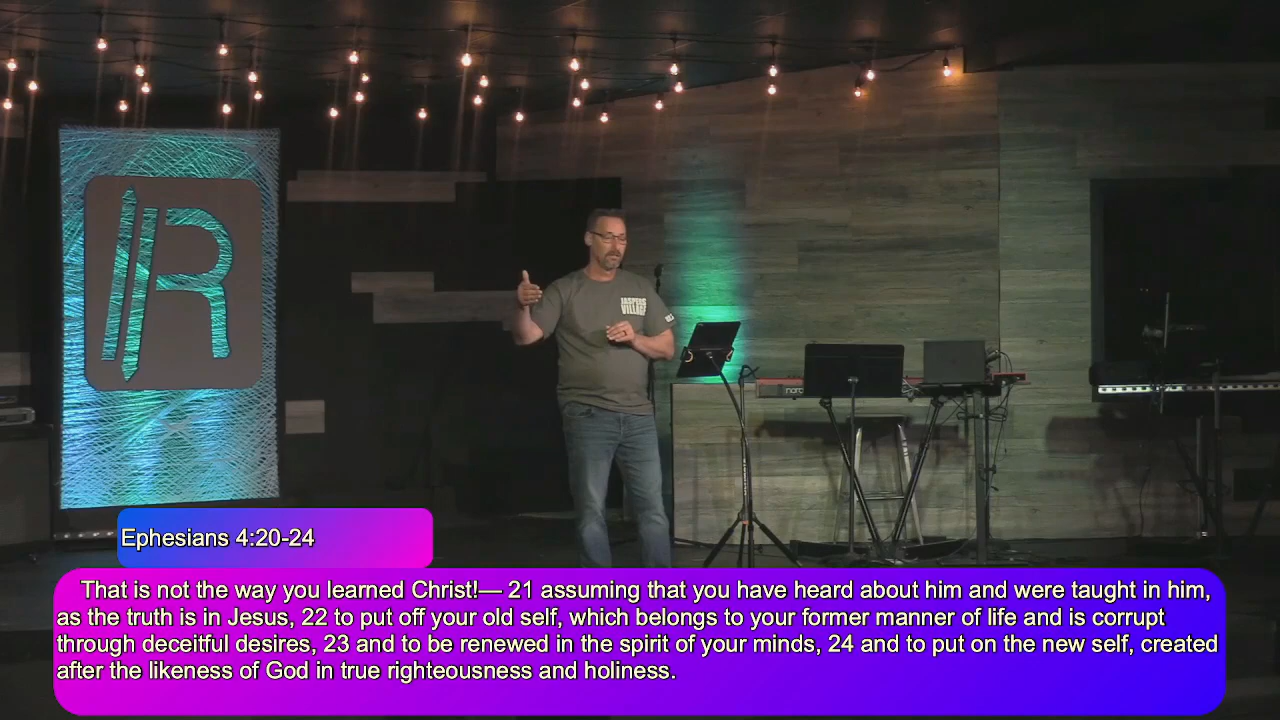 R
JASPERS
VILLAGE
nord
Ephesians 4:20-24
That is not the way you learned Christ!— 21 assuming that you have heard about him and were taught in him,
as the truth is in Jesus, 22 to put off your old self, which belongs to your former manner of life and is corrupt
through deceitful desires, 23 and to be renewed in the spirit of your minds, 24 and to put on the new self, created
after the likeness of God in true righteousness and holiness.